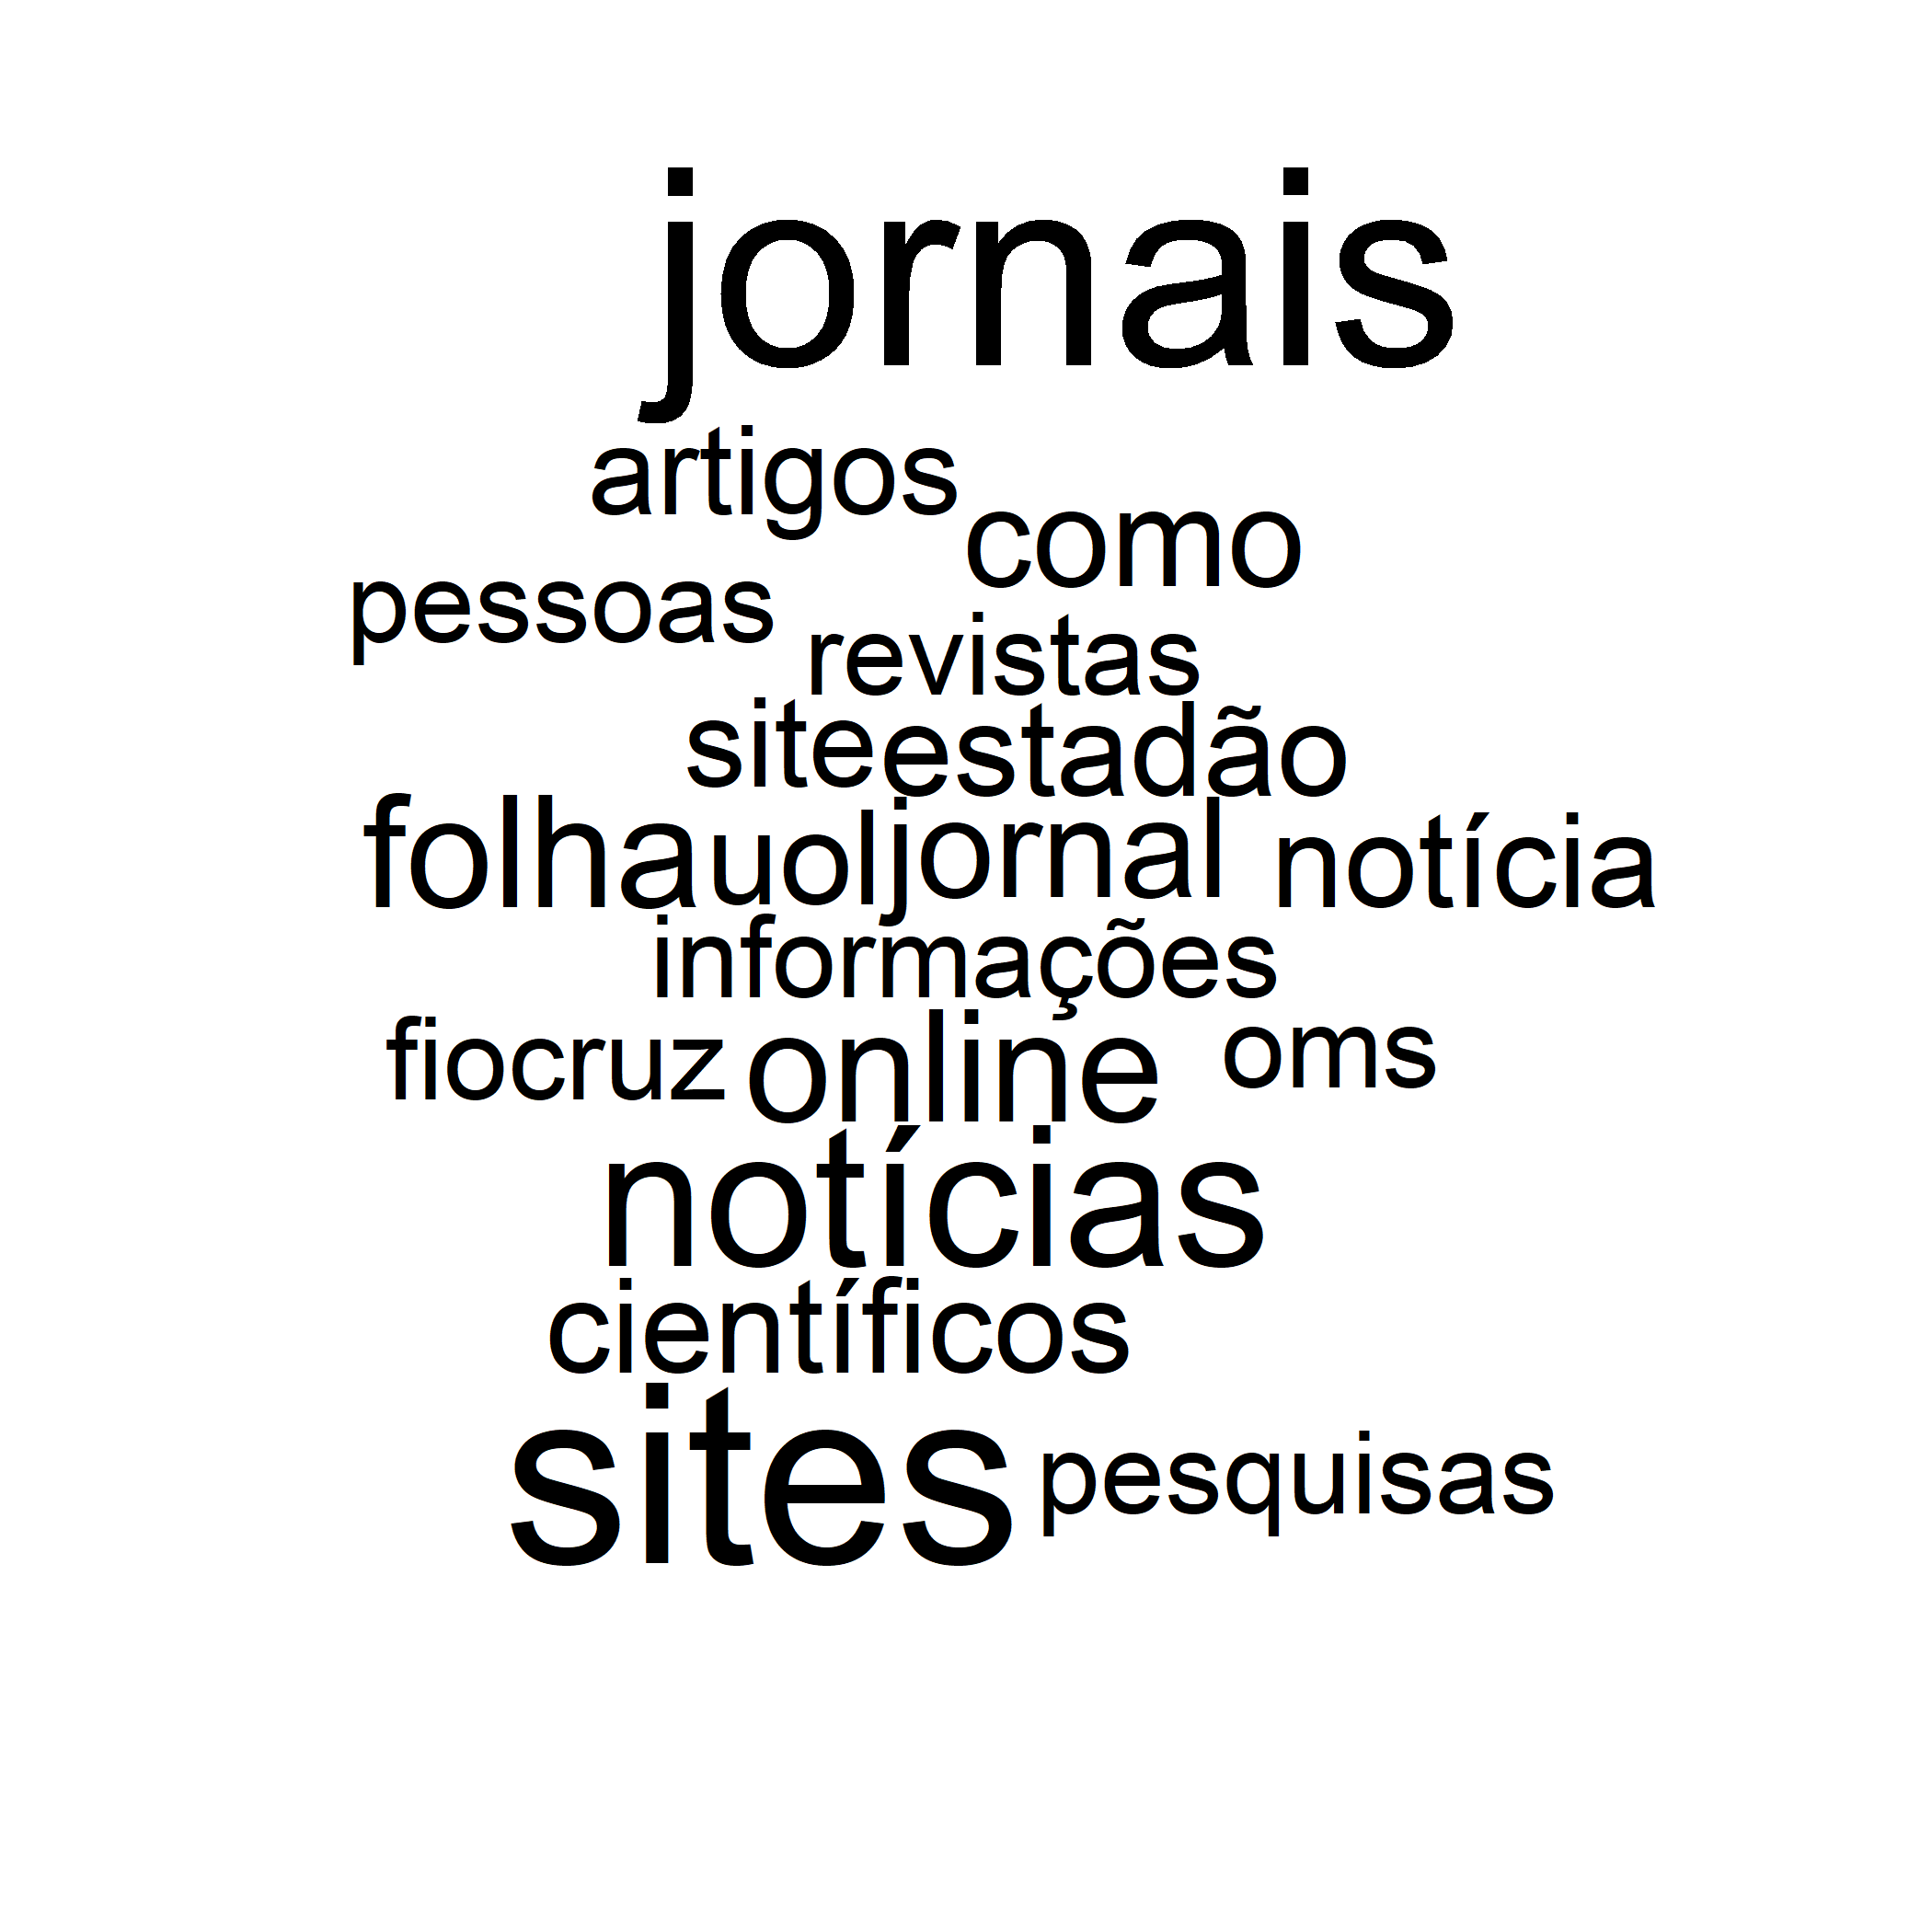 jornais
artigos
como
pessoas
revistas
site estadão
folha uol jornal notícia
informações
fiocruz online oms
notícias
científicos
sites pesquisas